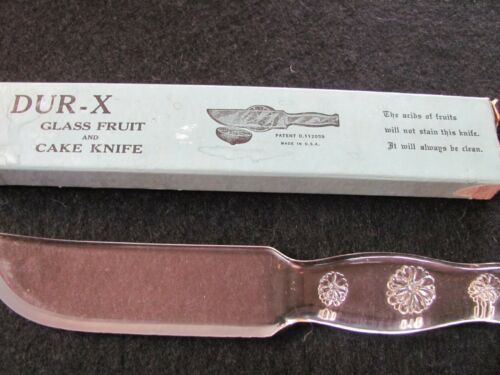 DUR-X
GLASS FRUIT
AND
CAKE KNIFE
PATENT D.112059
MADE IN U.S.A.
The acids of fruits
will not stain this knife.
It will always be clean.